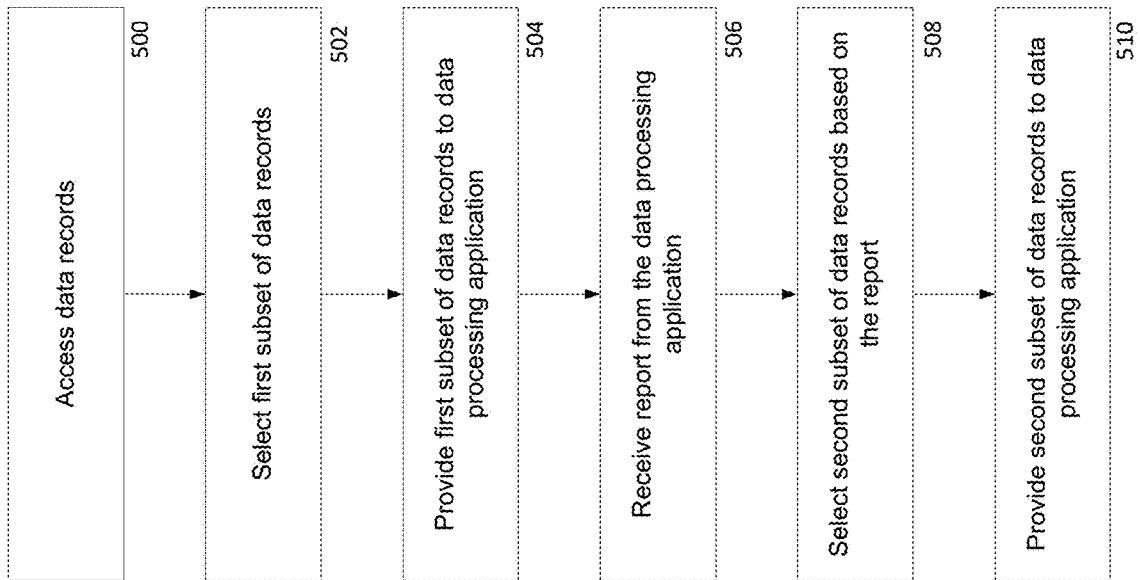 Access data records
500
Select first subset of data records
502
Provide first subset of data records to data
processing application
504
Receive report from the data processing
application
506
Select second subset of data records based on
the report
508
Provide second subset of data records to data
processing application
510